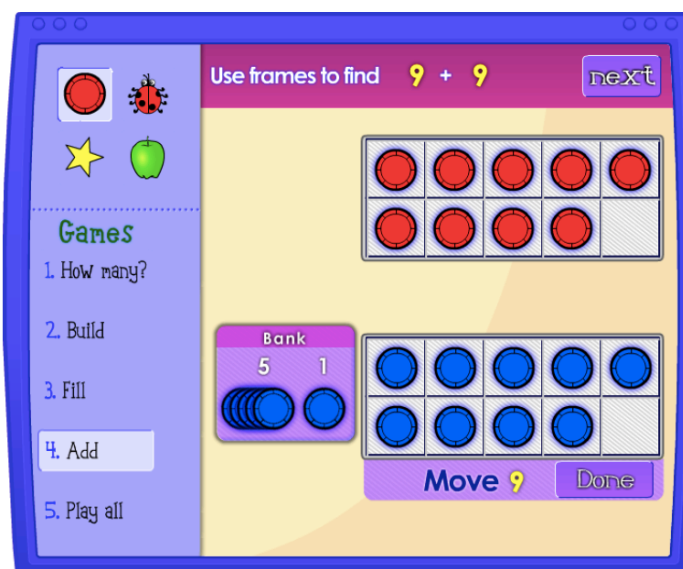 Use frames to find 9 + 9
next
Games
1. How many?
2. Build
3. Fill
4. Add
5. Play all
Bank
5 1
Move 9
Done